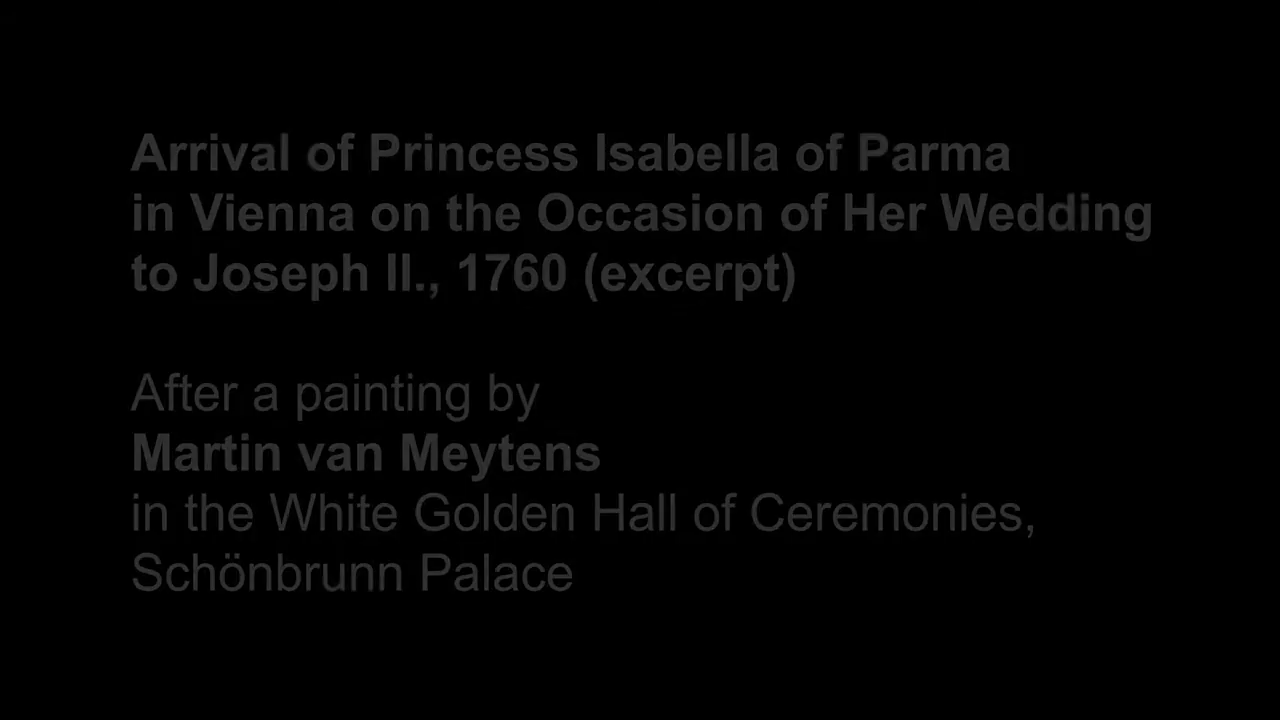 Arrival of Princess Isabella of Parma
in Vienna on the Occasion of Her Wedding
to Joseph II., 1760 (excerpt)
After a painting by
Martin van Meytens
in the White Golden Hall of Ceremonies,
Schönbrunn Palace